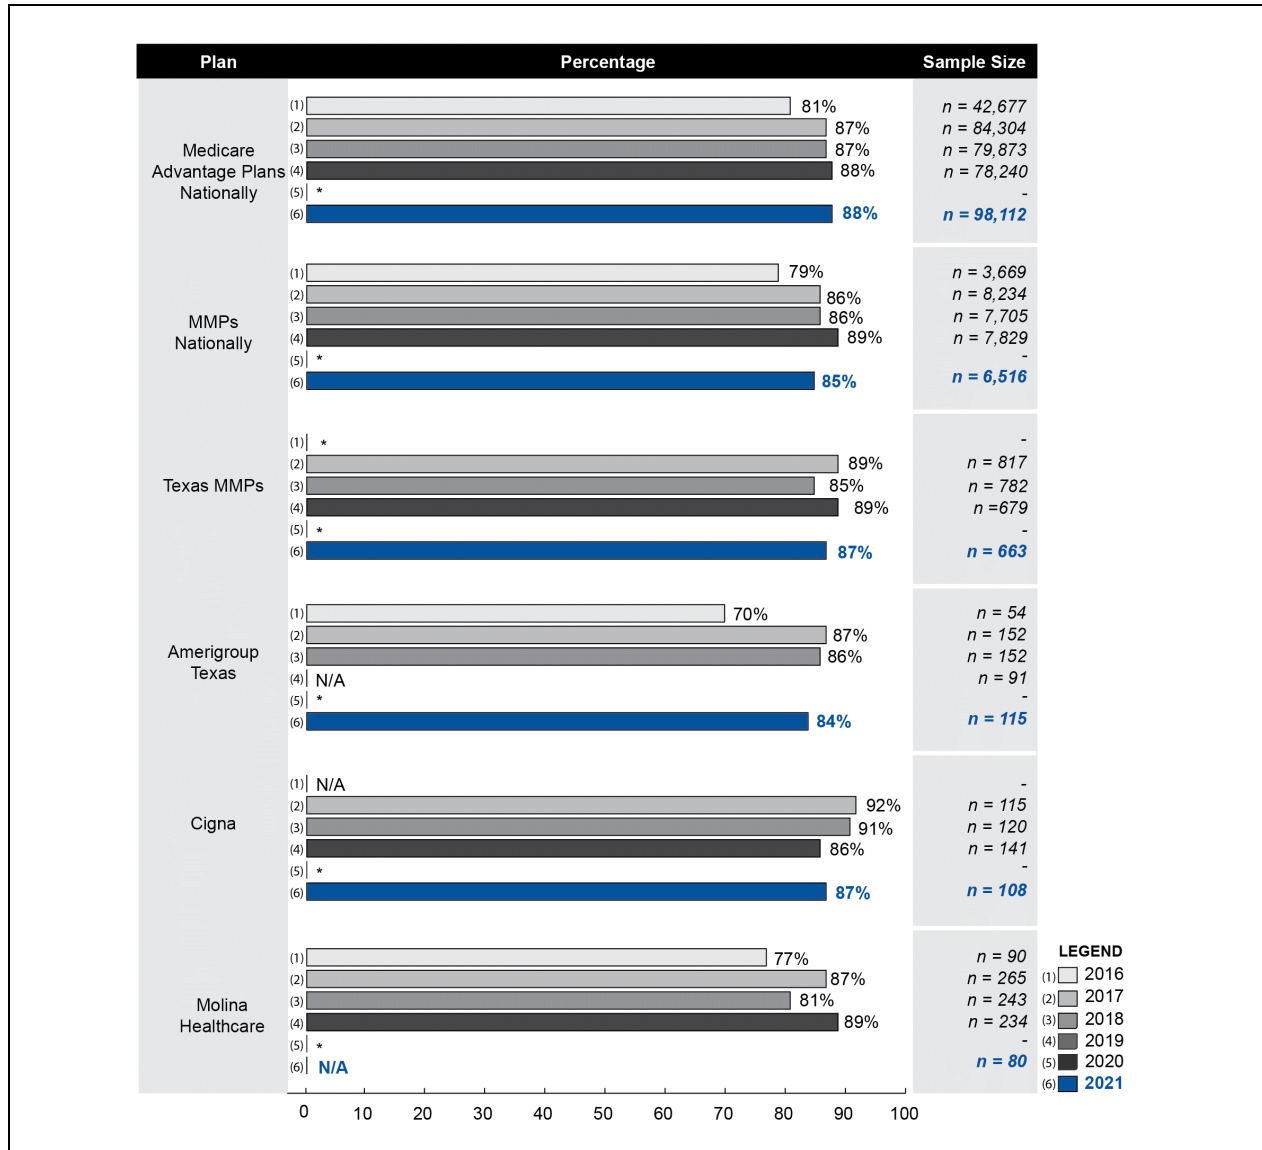 Plan Percentage Sample Size
Medicare
Advantage Plans
Nationally
(1) 81% n = 42,677
(2) 87% n = 84,304
(3) 87% n = 79,873
(4) 88% n = 78,240
(5) * -
(6) 88% n = 98,112
MMPs
Nationally
(1) 79% n = 3,669
(2) 86% n = 8,234
(3) 86% n = 7,705
(4) 89% n = 7,829
(5) * -
(6) 85% n = 6,516
Texas MMPs
(1) * -
(2) 89% n = 817
(3) 85% n = 782
(4) 89% n =679
(5) * -
(6) 87% n = 663
Amerigroup
Texas
(1) 70% n = 54
(2) 87% n = 152
(3) 86% n = 152
(4) N/A n = 91
(5) * -
(6) 84% n = 115
Cigna
(1) N/A -
(2) 92% n = 115
(3) 91% n = 120
(4) 86% n = 141
(5) * -
(6) 87% n = 108
Molina
Healthcare
(1) 77% n = 90
(2) 87% n = 265
(3) 81% n = 243
(4) 89% n = 234
(5) * -
(6) N/A n = 80
0 10 20 30 40 50 60 70 80 90 100
LEGEND
(1) 2016
(2) 2017
(3) 2018
(4) 2019
(5) 2020
(6) 2021